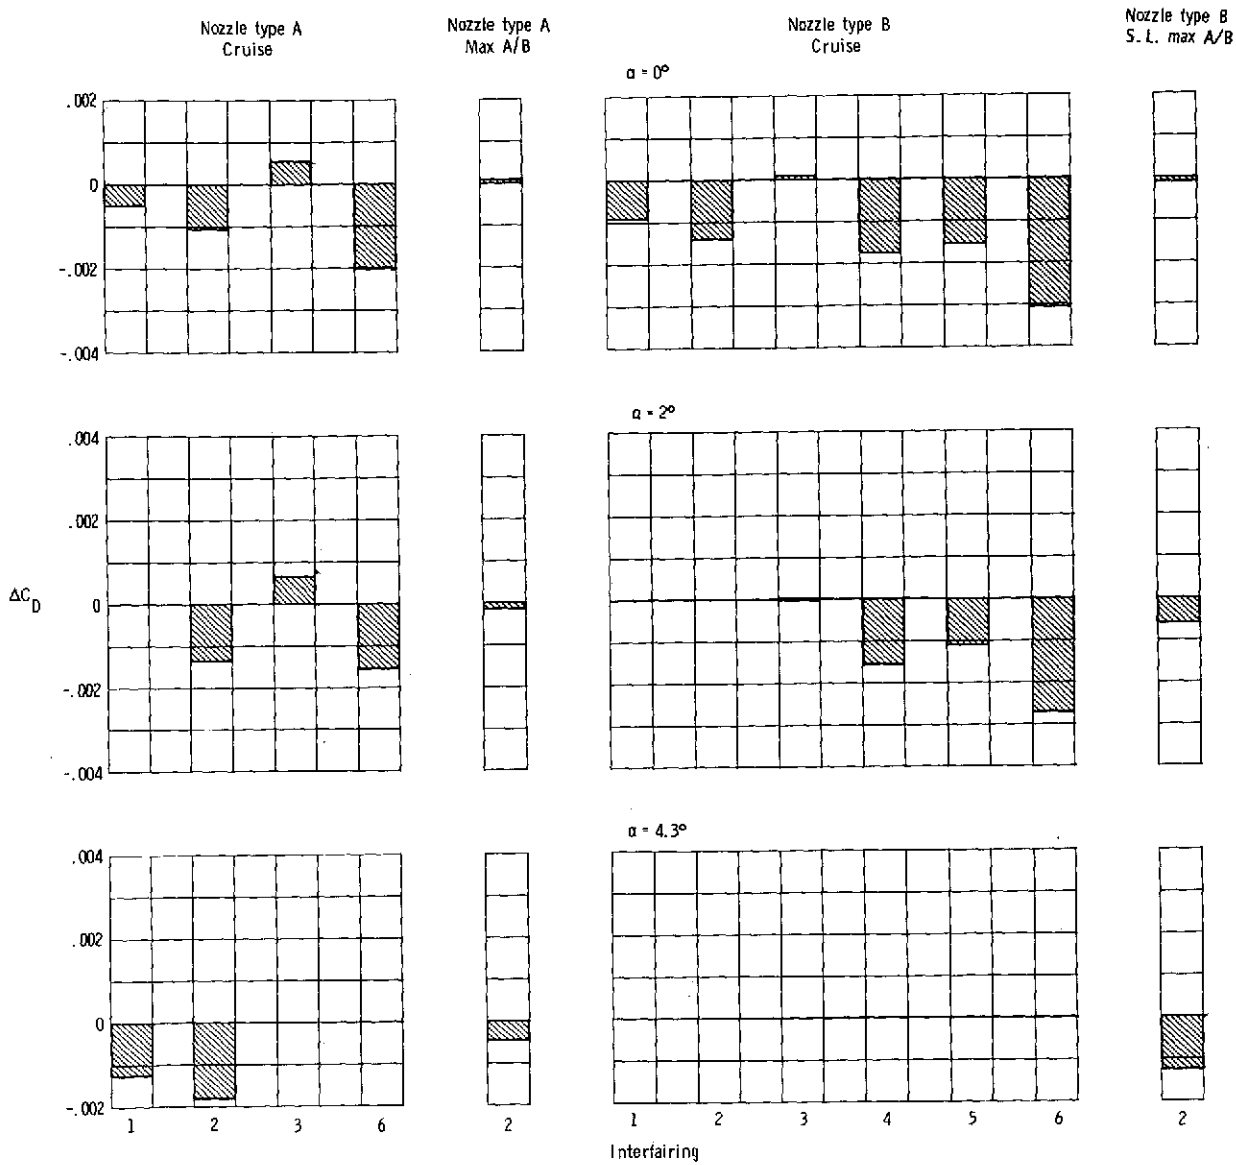 Nozzle type A
Cruise
Nozzle type A
Max A/B
Nozzle type B
Cruise
Nozzle type B
S. L. max A/B
α = 0°
.002
0
-.002
-.004
α = 2°
.004
.002
ΔC_D
0
-.002
-.004
α = 4.3°
.004
.002
0
-.002
1 2 3 6 2 1 2 3 4 5 6 2
Interfairing